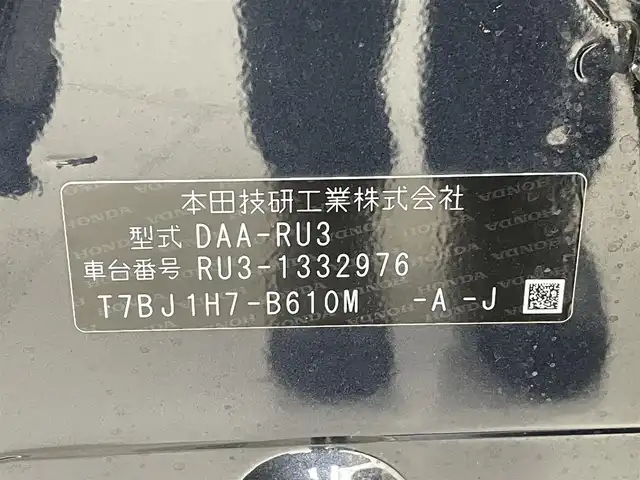 本田技研工業株式会社
型式 DAA-RU3
車台番号 RU3-1332976
T7BJ1H7-B610M -A -J